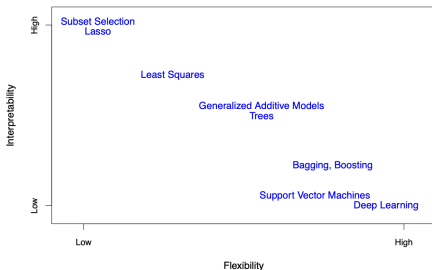 Subset Selection
Lasso
Least Squares
Generalized Additive Models
Trees
Bagging, Boosting
Support Vector Machines
Deep Learning
High
Interpretability
Low
Low
High
Flexibility